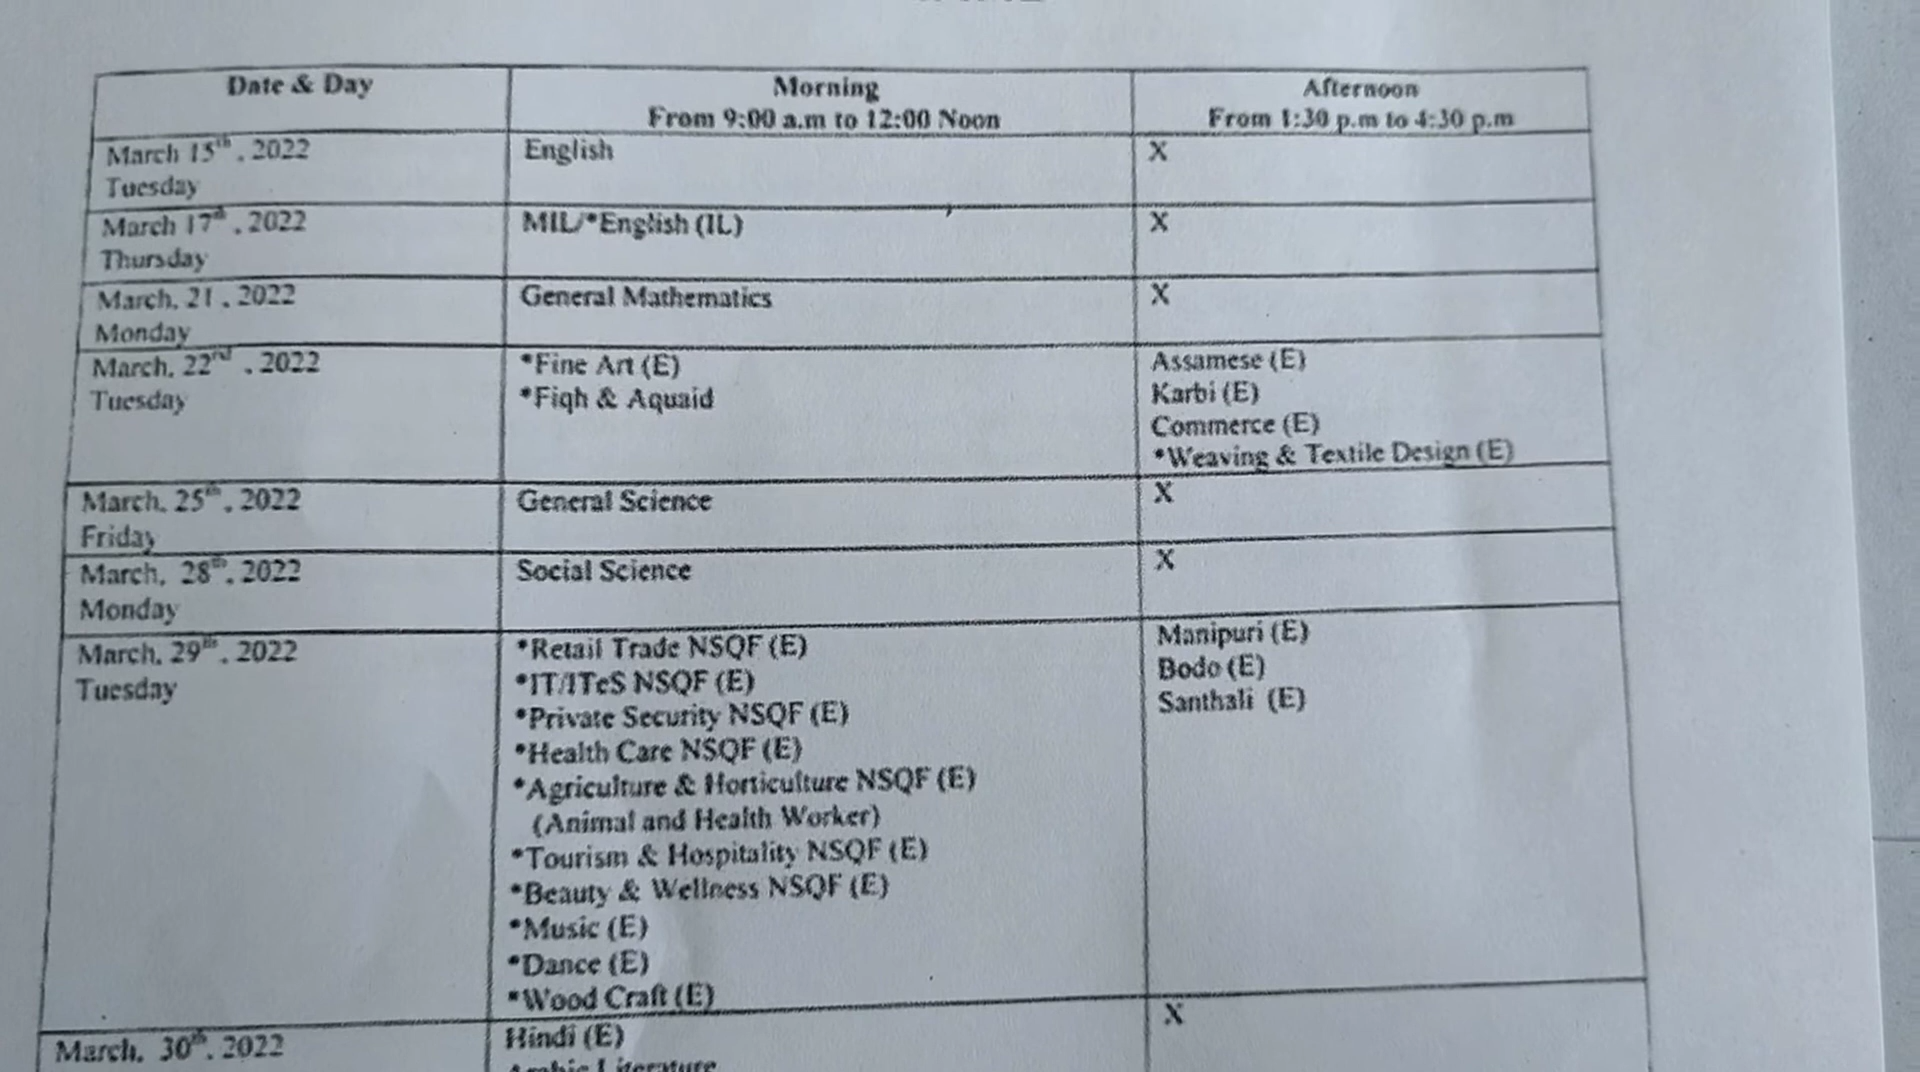 Date & Day
Morning
From 9:00 a.m to 12:00 Noon
Afternoon
From 1:30 p.m to 4:30 p.m
March 15th, 2022
Tuesday
English
X
March 17th, 2022
Thursday
MIL/*English (IL)
X
March, 21, 2022
Monday
General Mathematics
X
March, 22nd, 2022
Tuesday
*Fine Art (E)
*Fiqh & Aquaid
Assamese (E)
Karbi (E)
Commerce (E)
*Weaving & Textile Design (E)
March, 25th, 2022
Friday
General Science
X
March, 28th, 2022
Monday
Social Science
X
March, 29th, 2022
Tuesday
*Retail Trade NSQF (E)
*IT/ITeS NSQF (E)
*Private Security NSQF (E)
*Health Care NSQF (E)
*Agriculture & Horticulture NSQF (E)
(Animal and Health Worker)
*Tourism & Hospitality NSQF (E)
*Beauty & Wellness NSQF (E)
*Music (E)
*Dance (E)
*Wood Craft (E)
Manipuri (E)
Bodo (E)
Santhali (E)
March, 30th, 2022
Hindi (E)
Arabic Literature
X